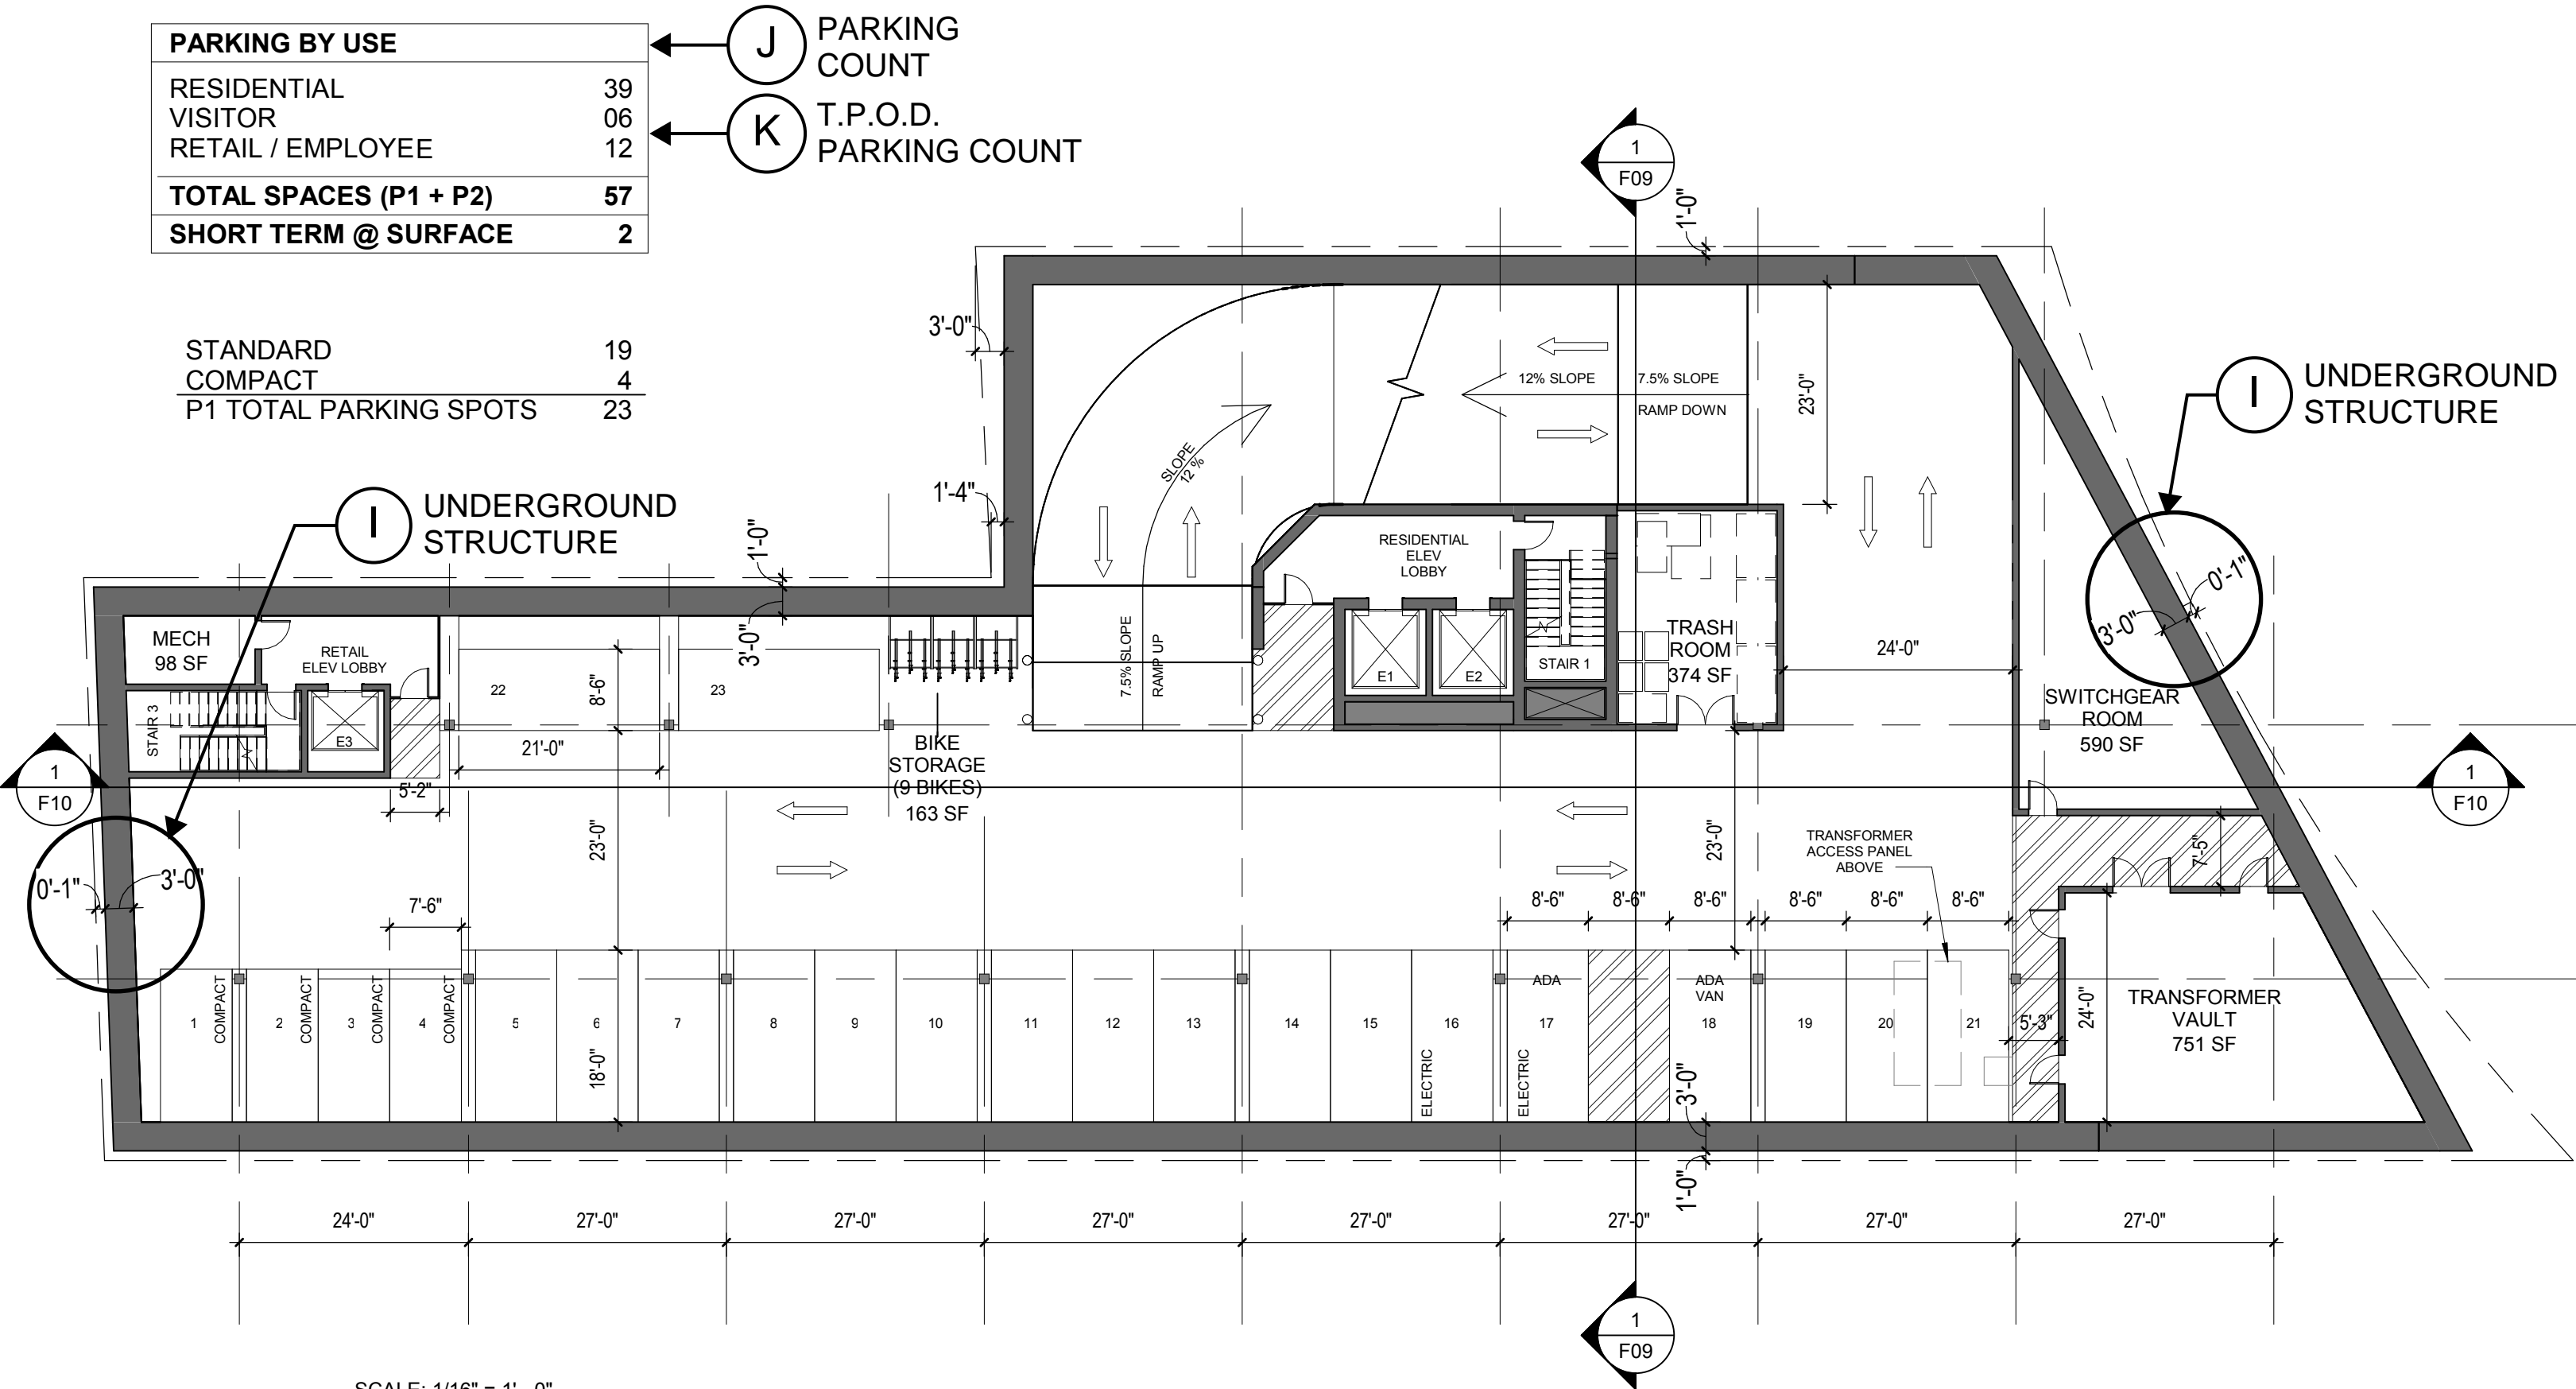 PARKING BY USE
RESIDENTIAL 39
VISITOR 06
RETAIL / EMPLOYEE 12
TOTAL SPACES (P1 + P2) 57
SHORT TERM @ SURFACE 2
J
PARKING
COUNT
K
T.P.O.D.
PARKING COUNT
STANDARD 19
COMPACT 4
P1 TOTAL PARKING SPOTS 23
1
F09
1'-0"
3'-0"
1'-4"
12% SLOPE
7.5% SLOPE
RAMP DOWN
23'-0"
SLOPE
12 %
I
UNDERGROUND
STRUCTURE
I
UNDERGROUND
STRUCTURE
1'-0"
3'-0"
MECH
98 SF
RETAIL
ELEV LOBBY
STAIR 3
E3
22
8'-6"
23
21'-0"
5'-2"
BIKE
STORAGE
(9 BIKES)
163 SF
7.5% SLOPE
RAMP UP
RESIDENTIAL
ELEV
LOBBY
E1
E2
STAIR 1
TRASH
ROOM
374 SF
24'-0"
0'-1"
3'-0"
SWITCHGEAR
ROOM
590 SF
1
F10
1
F10
0'-1"
3'-0"
7'-6"
23'-0"
23'-0"
TRANSFORMER
ACCESS PANEL
ABOVE
7'-5"
8'-6"
8'-6"
8'-6"
8'-6"
8'-6"
8'-6"
1
COMPACT
2
COMPACT
3
COMPACT
4
COMPACT
5
6
7
8
9
10
11
12
13
14
15
16
ELECTRIC
ADA
17
ELECTRIC
ADA
VAN
18
19
20
21
18'-0"
5'-3"
24'-0"
TRANSFORMER
VAULT
751 SF
3'-0"
1'-0"
24'-0"
27'-0"
27'-0"
27'-0"
27'-0"
27'-0"
27'-0"
27'-0"
1
F09
SCALE: 1/16" = 1' - 0"